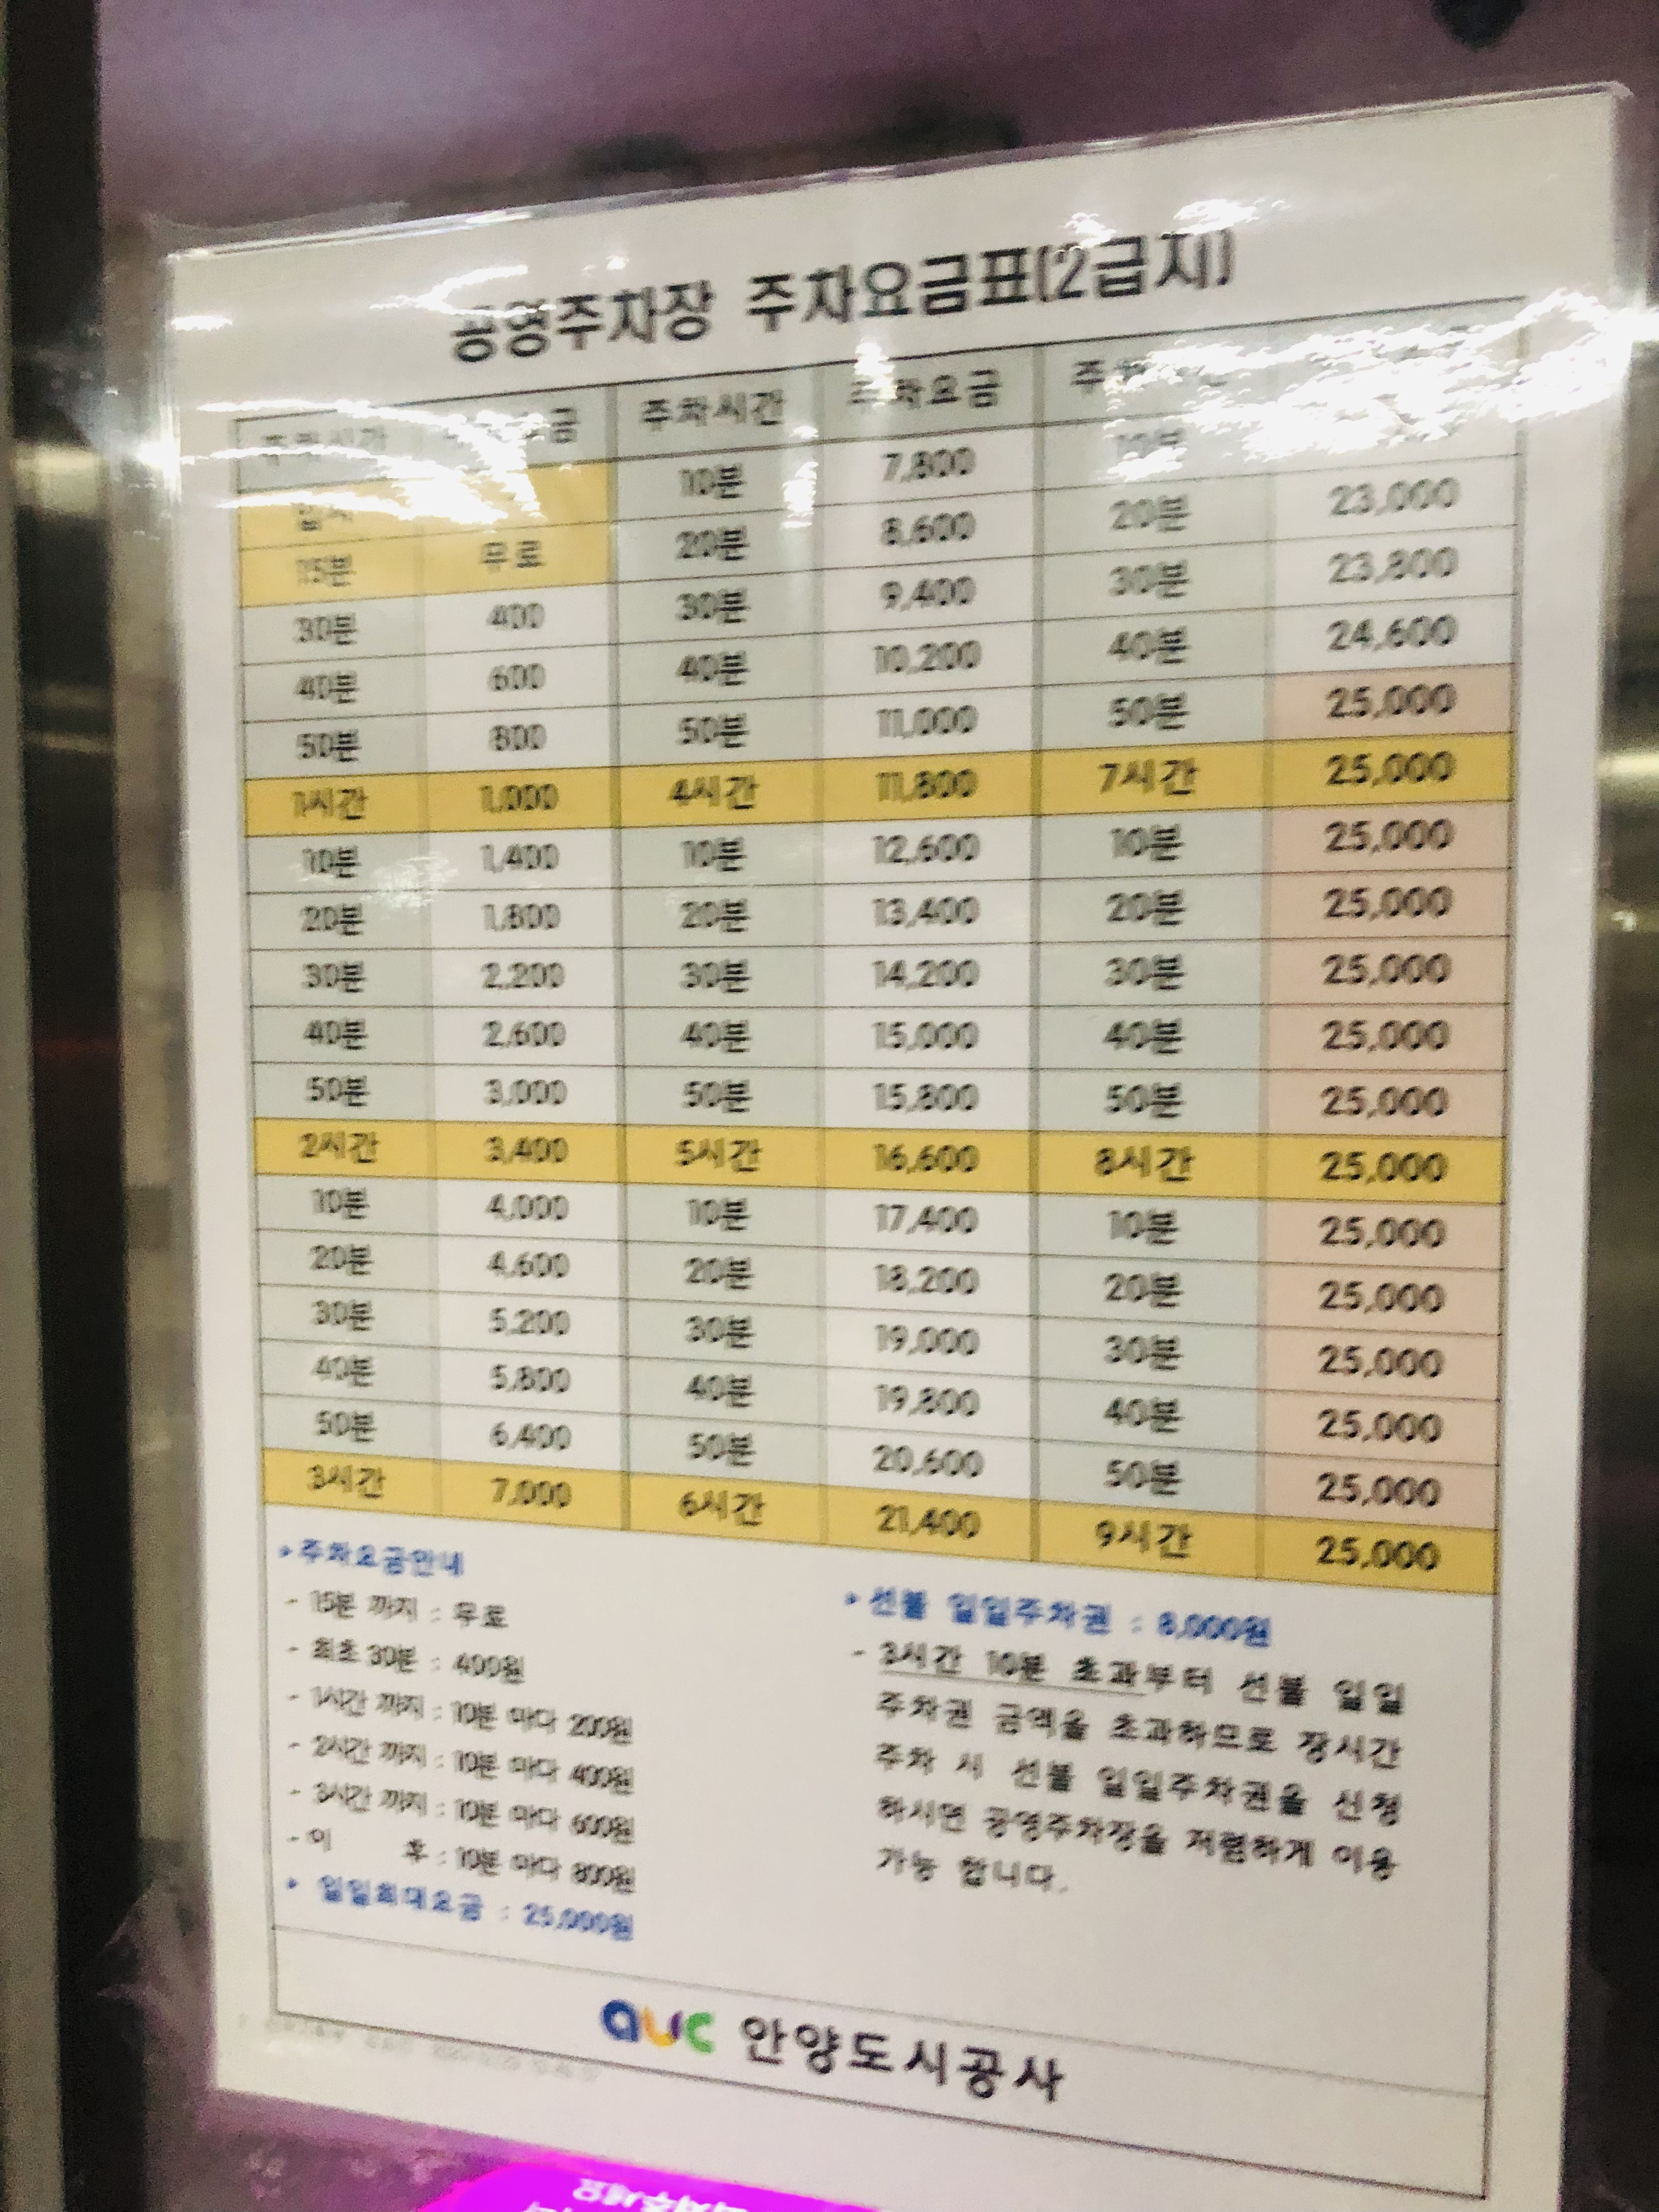 공영주차장 주차요금표(2급지)
주차시간 주차요금 주차시간 주차요금
10분 7,800 10분
15분 무료 20분 8,600 20분 23,000
30분 400 30분 9,400 30분 23,800
40분 600 40분 10,200 40분 24,600
50분 800 50분 11,000 50분 25,000
1시간 1,000 4시간 11,800 7시간 25,000
10분 1,400 10분 12,600 10분 25,000
20분 1,800 20분 13,400 20분 25,000
30분 2,200 30분 14,200 30분 25,000
40분 2,600 40분 15,000 40분 25,000
50분 3,000 50분 15,800 50분 25,000
2시간 3,400 5시간 16,600 8시간 25,000
10분 4,000 10분 17,400 10분 25,000
20분 4,600 20분 18,200 20분 25,000
30분 5,200 30분 19,000 30분 25,000
40분 5,800 40분 19,800 40분 25,000
50분 6,400 50분 20,600 50분 25,000
3시간 7,000 6시간 21,400 9시간 25,000
▸주차요금안내
- 15분 까지 : 무료
- 최초 30분 : 400원
- 1시간 까지 : 10분 마다 200원
- 2시간 까지 : 10분 마다 400원
- 3시간 까지 : 10분 마다 600원
- 이 후 : 10분 마다 800원
▸ 일일최대요금 : 25,000원
▸ 선불 일일주차권 : 8,000원
- 3시간 10분 초과부터 선불 일일
주차권 금액을 초과하므로 장시간
주차 시 선불 일일주차권을 신청
하시면 공영주차장을 저렴하게 이용
가능 합니다.
auc 안양도시공사